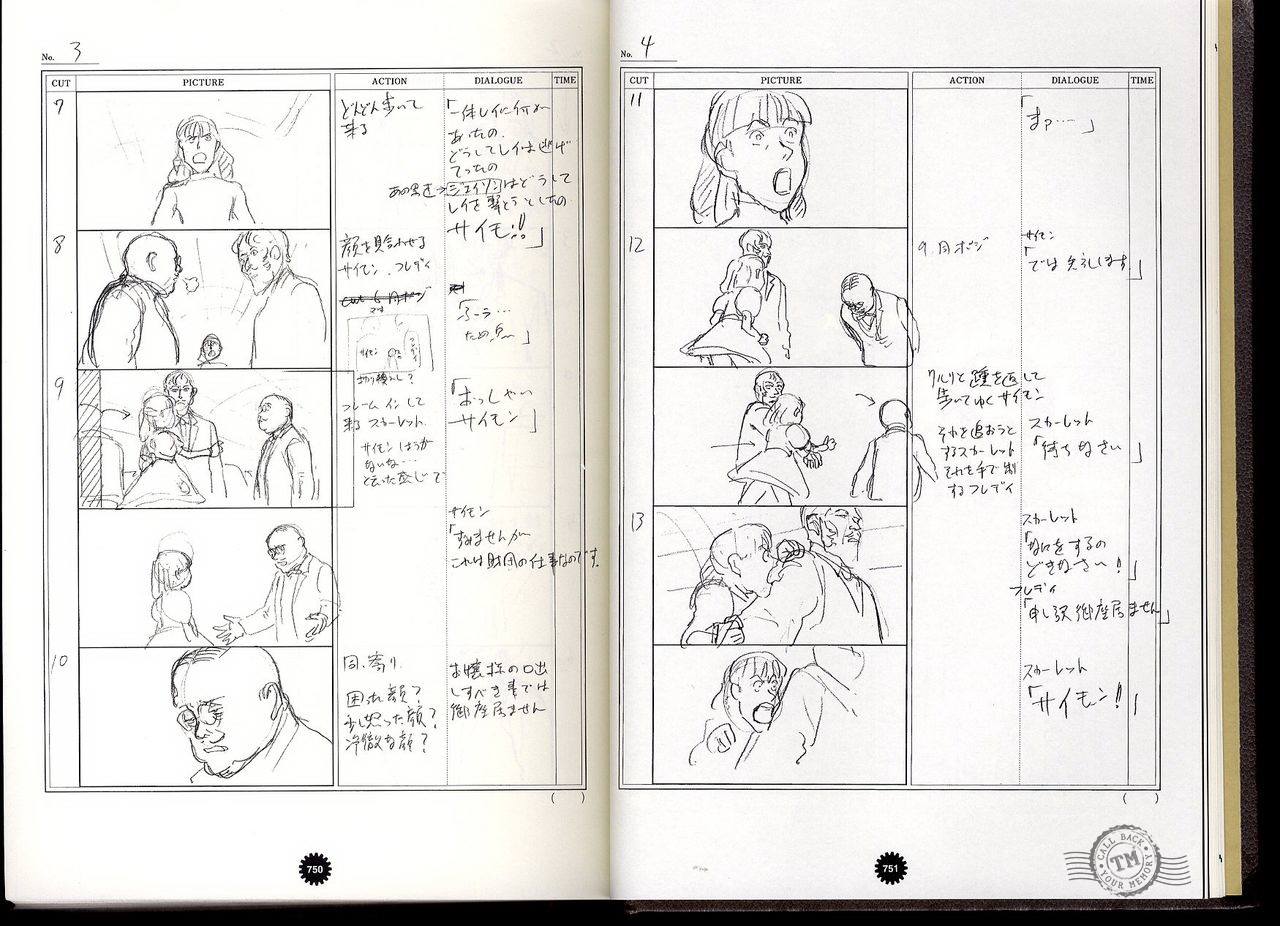 No. 3
CUT PICTURE ACTION DIALOGUE TIME
7
どんどん歩いて
来る
「一体レイに何が
あったの
どうしてレイは逃げ
てったの
ジェイソンはどうして
レイを撃とうとしたの
サイモン!!」
8
顔を見合わせる
サイモン、フレディ
「ふーう…
9
フレームインして
来るスカーレット
サイモンはうが
ないな…
と云った感じで
「おっしゃい
サイモン」
サイモン
「すみませんが
これは財団の仕事なのです。
10
同、寄り
困った顔?
少し怒った顔?
冷徹な顔?
お嬢様の口出
しすべき事では
御座居ません
( )
750
No. 4
CUT PICTURE ACTION DIALOGUE TIME
11
「まァ……」
12
9.同ポジ
サイモン
「では失礼します」
クルリと踵を返して
歩いてゆくサイモン
それを追おうと
するスカーレット
それを手で制
するフレディ
スカーレット
「待ちなさい」
13
スカーレット
「なにをするの
どきなさい!」
フレディ
「申し訳御座居ません」
スカーレット
「サイモン!」
( )
751
CALL BACK
TM
YOUR MEMORY